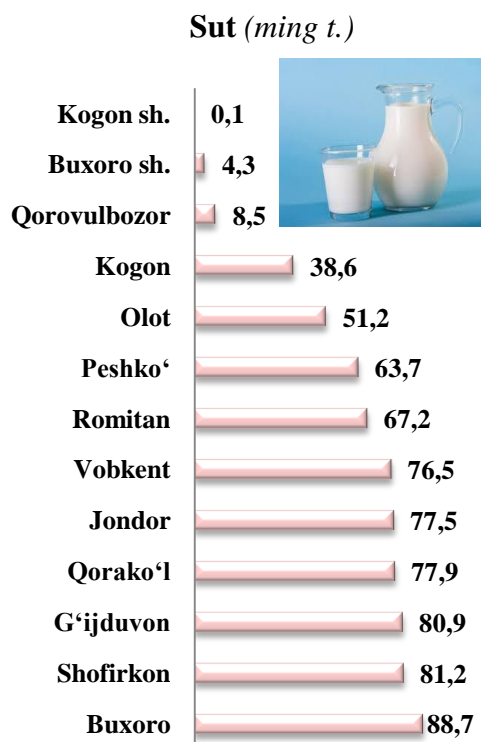 Sut (ming t.)
Kogon sh. 0,1
Buxoro sh. 4,3
Qorovulbozor 8,5
Kogon 38,6
Olot 51,2
Peshko‘ 63,7
Romitan 67,2
Vobkent 76,5
Jondor 77,5
Qorako‘l 77,9
G‘ijduvon 80,9
Shofirkon 81,2
Buxoro 88,7